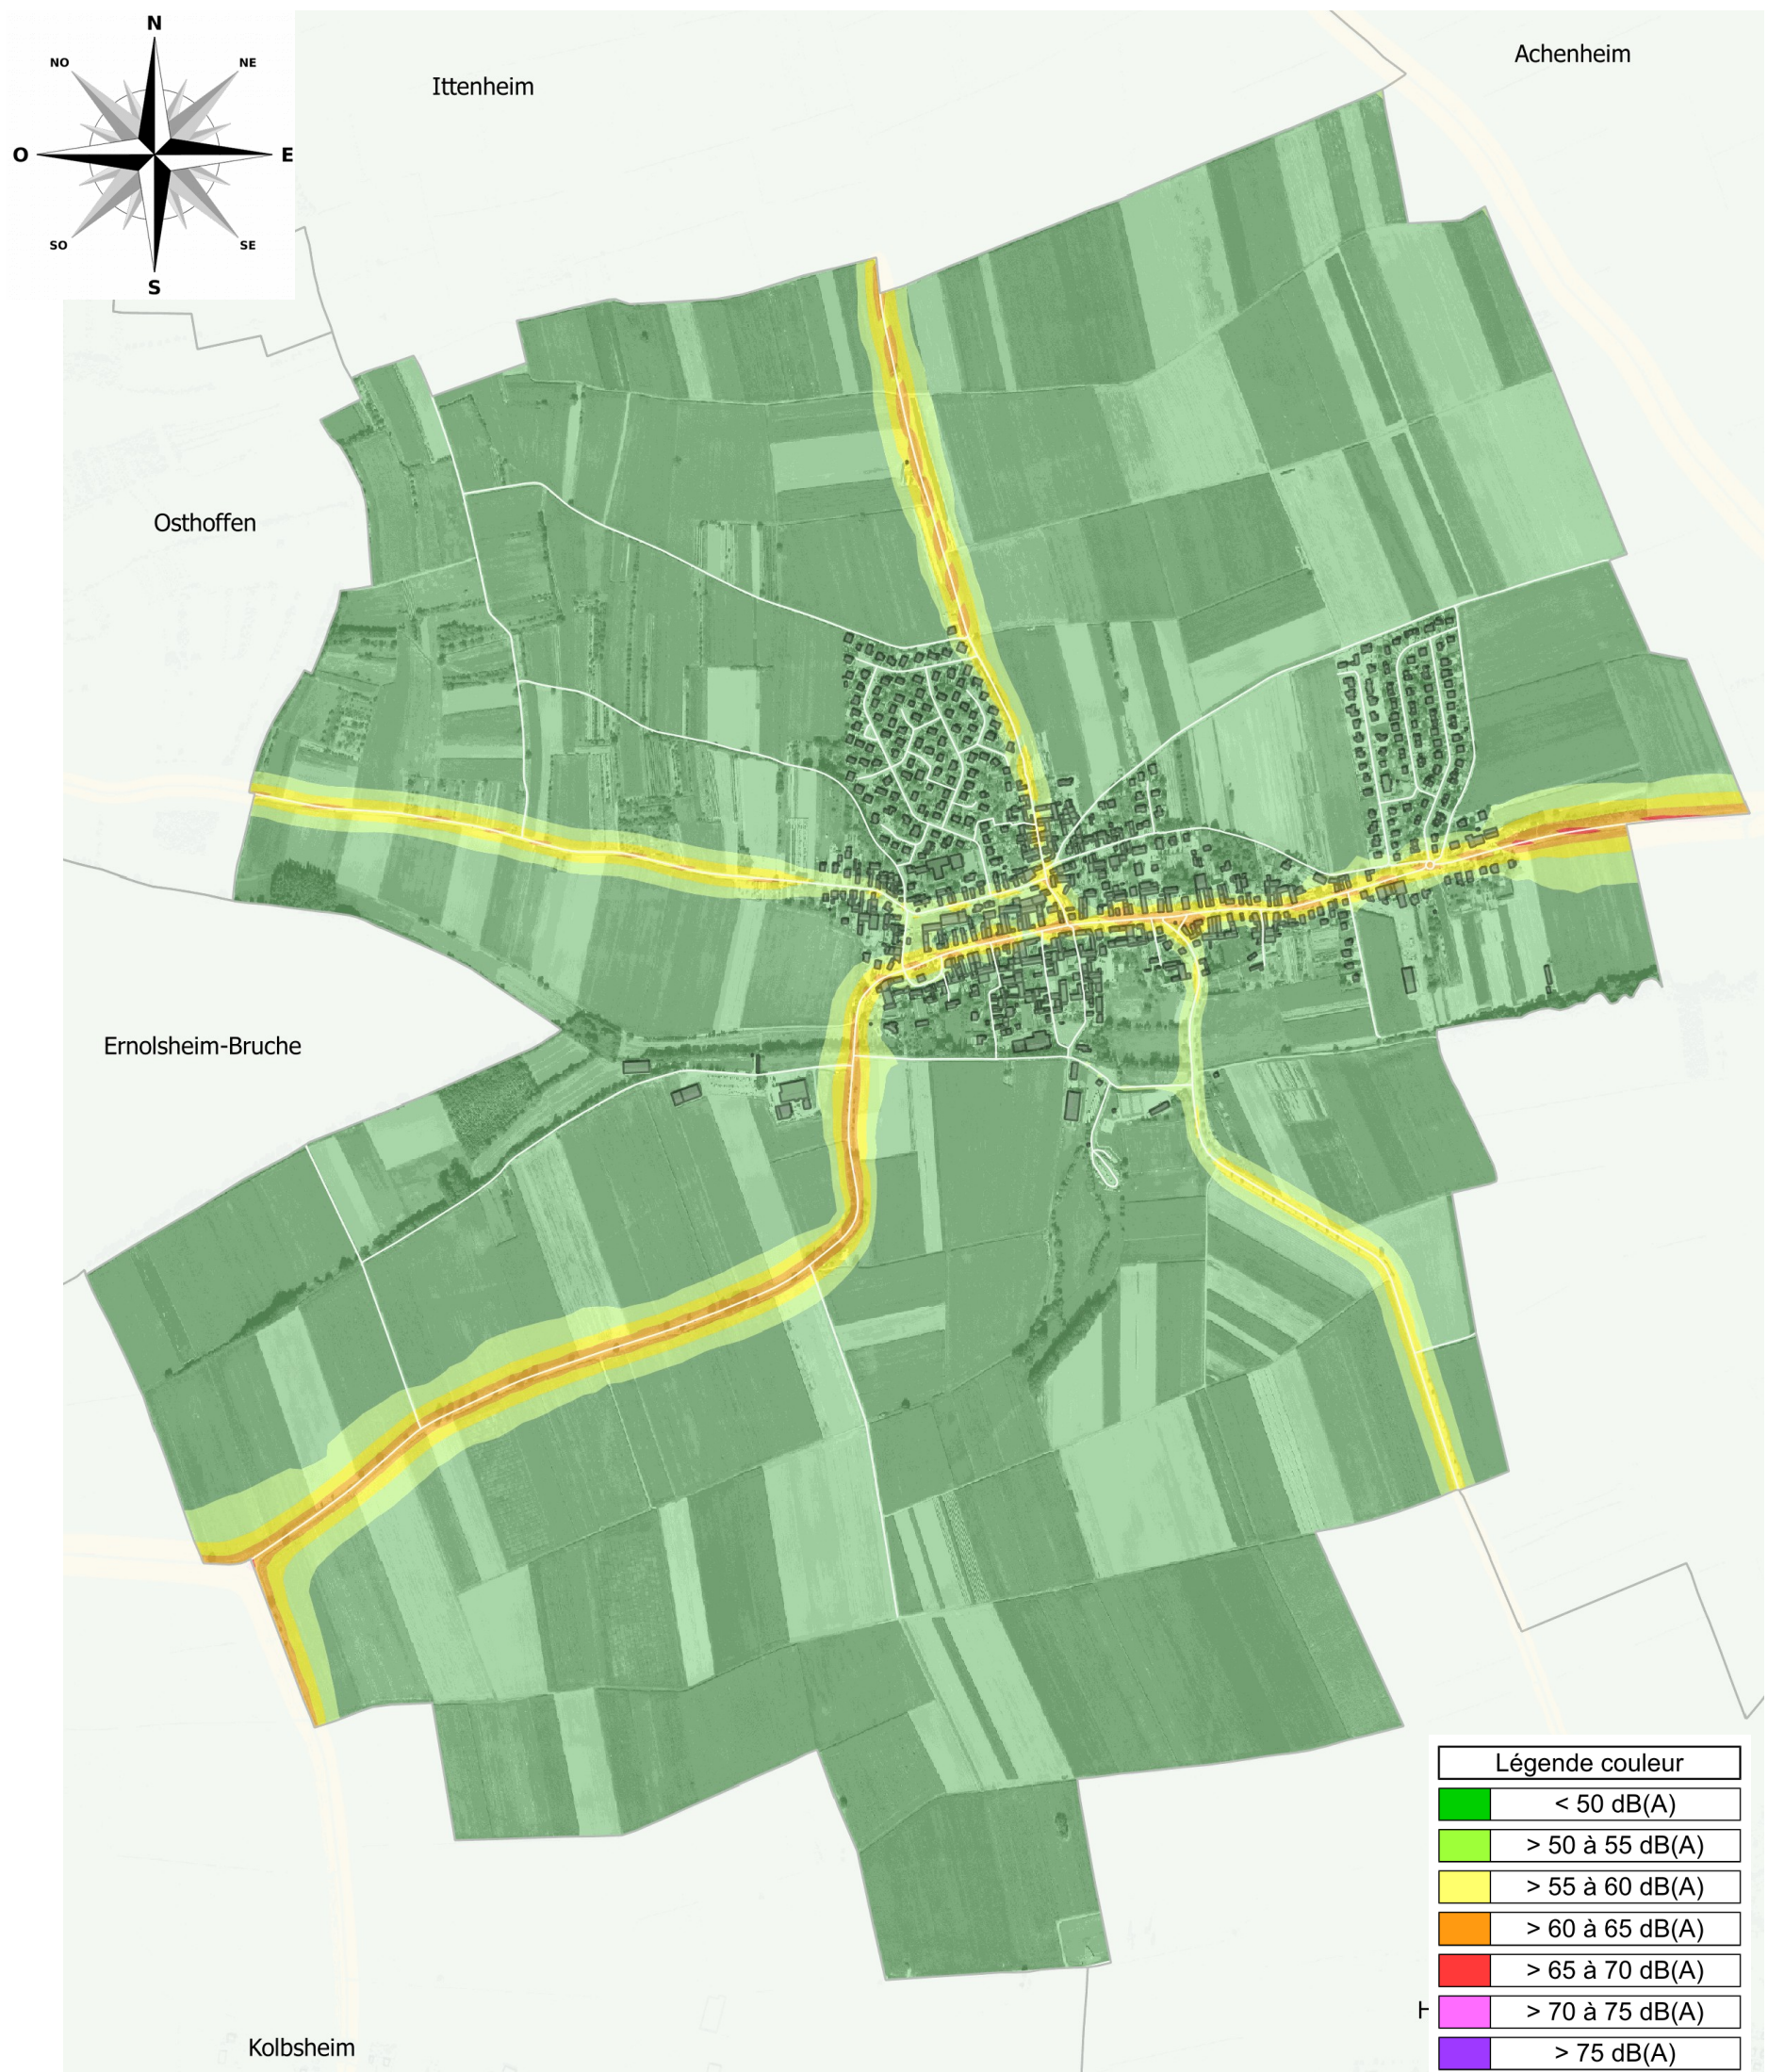 N
NO
NE
O
E
SO
SE
S
Ittenheim
Achenheim
Osthoffen
Ernolsheim-Bruche
Kolbsheim
H
Légende couleur
< 50 dB(A)
> 50 à 55 dB(A)
> 55 à 60 dB(A)
> 60 à 65 dB(A)
> 65 à 70 dB(A)
> 70 à 75 dB(A)
> 75 dB(A)